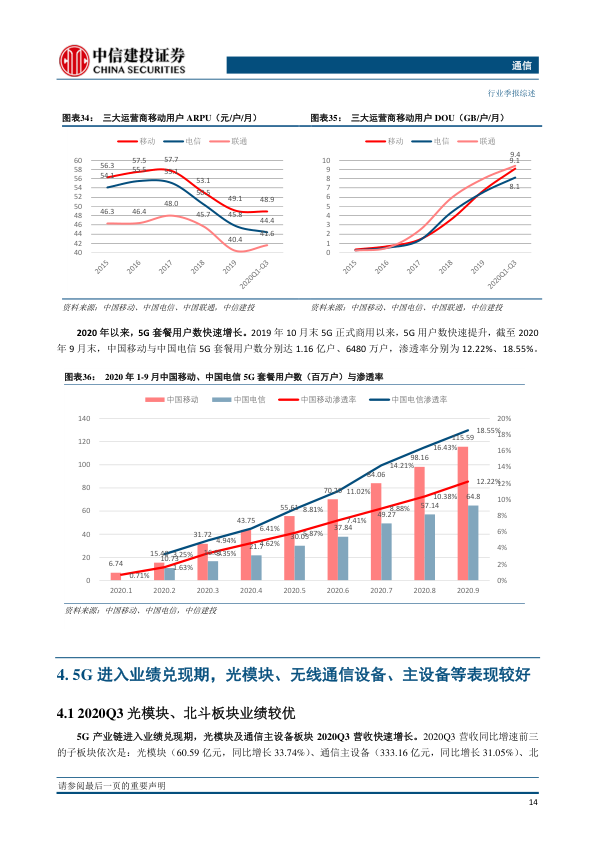 中信建投证券
CHINA SECURITIES
通信
行业季报综述
图表34： 三大运营商移动用户 ARPU（元/户/月）
移动 电信 联通
60
58
56
54
52
50
48
46
44
42
40
56.3 57.5 57.7 53.1 49.1 48.9
54.1 55.5 50.5 45.8 44.4
46.3 46.4 48.0 45.7 40.4 41.6
2015 2016 2017 2018 2019 2020Q1-Q3
资料来源：中国移动、中国电信、中国联通，中信建投
图表35： 三大运营商移动用户 DOU（GB/户/月）
移动 电信 联通
10
9
8
7
6
5
4
3
2
1
0
9.4
9.1
8.1
2015 2016 2017 2018 2019 2020Q1-Q3
资料来源：中国移动、中国电信、中国联通，中信建投
2020 年以来，5G 套餐用户数快速增长。2019 年 10 月末 5G 正式商用以来，5G 用户数快速提升，截至 2020
年 9 月末，中国移动与中国电信 5G 套餐用户数分别达 1.16 亿户、6480 万户，渗透率分别为 12.22%、18.55%。
图表36： 2020 年 1-9 月中国移动、中国电信 5G 套餐用户数（百万户）与渗透率
中国移动 中国电信 中国移动渗透率 中国电信渗透率
140
120
100
80
60
40
20
0
20%
18%
16%
14%
12%
10%
8%
6%
4%
2%
0%
6.74 31.72 43.75 98.16 115.59
10.73 21.7 37.84 49.27 57.14 64.8
0.71% 1.63% 3.35% 4.62% 5.87% 7.41% 8.88% 10.38% 12.22%
3.25% 4.94% 6.41% 8.81% 11.02% 14.21% 16.43% 18.55%
2020.1 2020.2 2020.3 2020.4 2020.5 2020.6 2020.7 2020.8 2020.9
资料来源：中国移动、中国电信，中信建投
4. 5G 进入业绩兑现期，光模块、无线通信设备、主设备等表现较好
4.1 2020Q3 光模块、北斗板块业绩较优
5G 产业链进入业绩兑现期，光模块及通信主设备板块 2020Q3 营收快速增长。2020Q3 营收同比增速前三
的子板块依次是：光模块（60.59 亿元，同比增长 33.74%）、通信主设备（333.16 亿元，同比增长 31.05%）、北
请参阅最后一页的重要声明
14